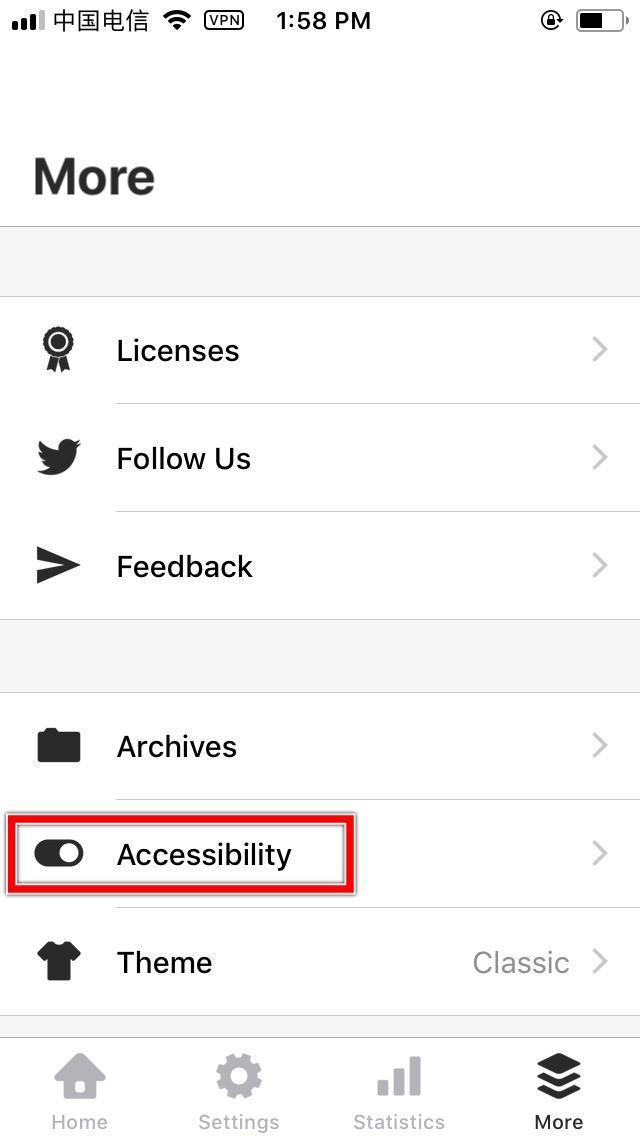 中国电信 VPN 1:58 PM
More
Licenses
Follow Us
Feedback
Archives
Accessibility
Theme Classic
Home Settings Statistics More